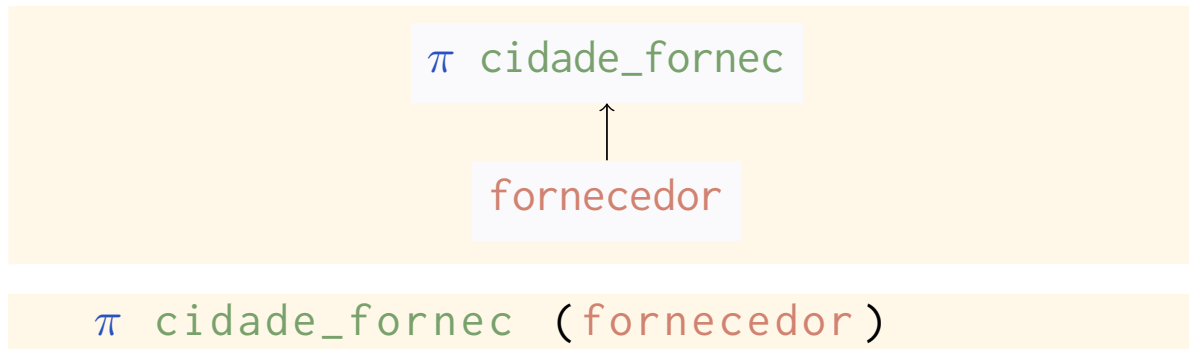 π cidade_fornec
fornecedor
π cidade_fornec (fornecedor)